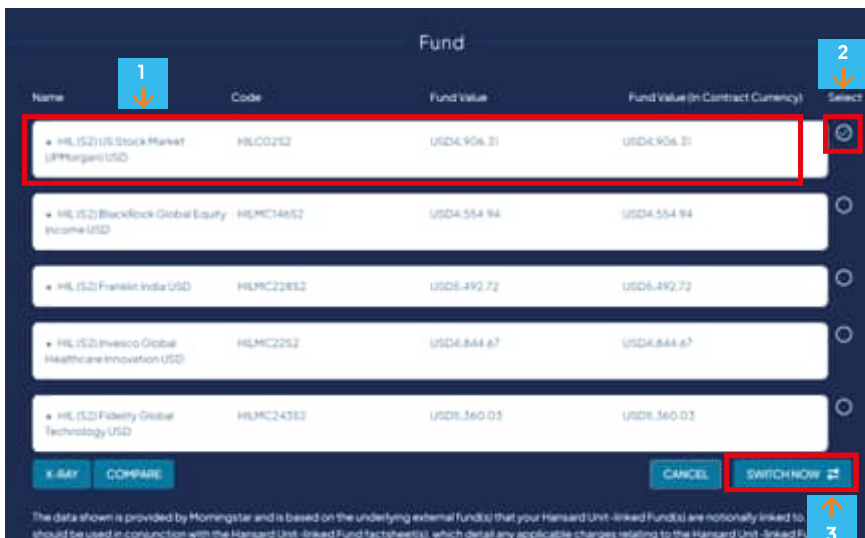 Fund
1
2
Name Code Fund Value Fund Value (In Contract Currency) Select
HIL (S2) US Stock Market HILC02S2 USD4,906.31 USD4,906.31
(JPMorgan) USD
HIL (S2) BlackRock Global Equity HILMC146S2 USD4,554.94 USD4,554.94
Income USD
HIL (S2) Franklin India USD HILMC228S2 USD5,492.72 USD5,492.72
HIL (S2) Invesco Global HILMC22S2 USD4,844.67 USD4,844.67
Healthcare Innovation USD
HIL (S2) Fidelity Global HILMC243S2 USD11,360.03 USD11,360.03
Technology USD
X-RAY COMPARE CANCEL SWITCH NOW
The data shown is provided by Morningstar and is based on the underlying external fund(s) that your Hansard Unit-linked Fund(s) are notionally linked to.
should be used in conjunction with the Hansard Unit-linked Fund factsheet(s), which detail any applicable charges relating to the Hansard Unit-linked
3